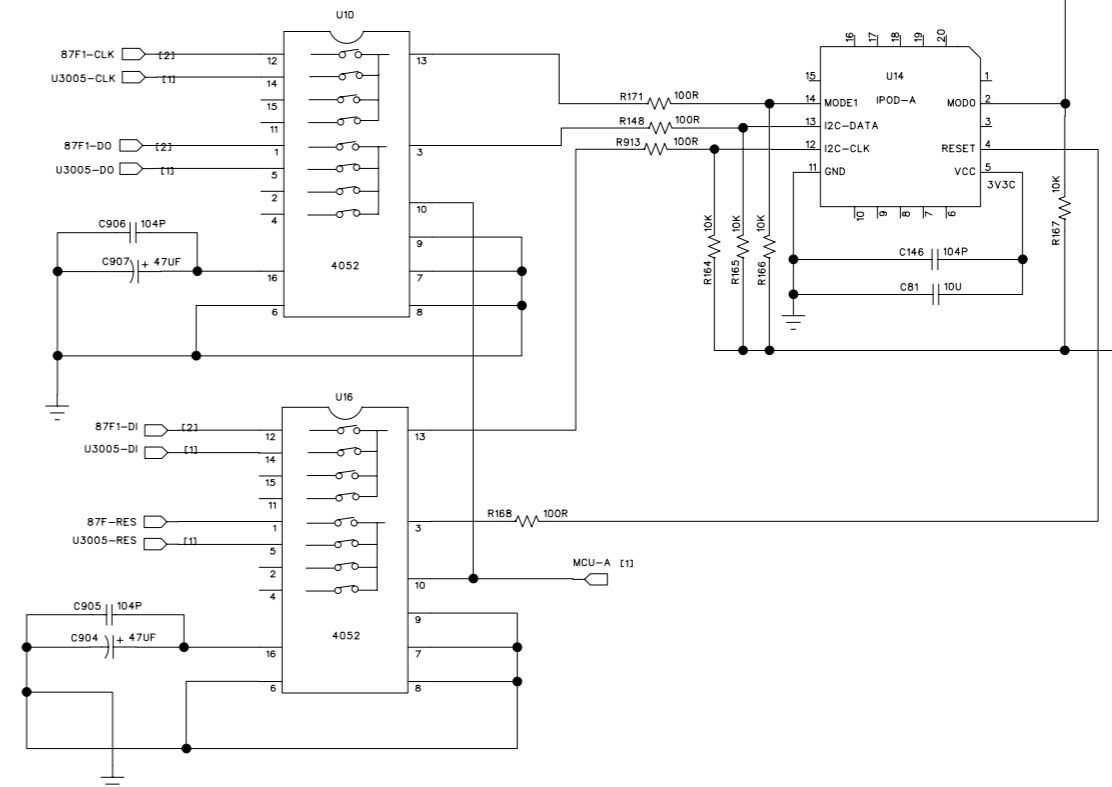 U10
87F1-CLK [2] 12 13
U3005-CLK [1] 14
15
11
87F1-DO [2] 1 3
U3005-DO [1] 5
2
4
10
9
C906 104P
C907 + 47UF
4052
16 7
6 8
R171 100R
R148 100R
R913 100R
16 17 18 19 20
U14
IPOD-A
15 1
14 MODE1 MODO 2
13 I2C-DATA 3
12 I2C-CLK RESET 4
11 GND VCC 5
3V3C
10 9 8 7 6
R164 10K
R165 10K
R166 10K
R167 10K
C146 104P
C81 10U
U16
87F1-DI [2] 12 13
U3005-DI [1] 14
15
11
87F-RES 1 3
U3005-RES [1] 5
2
4
10
9
R168 100R
MCU-A [1]
C905 104P
C904 + 47UF
4052
16 7
6 8